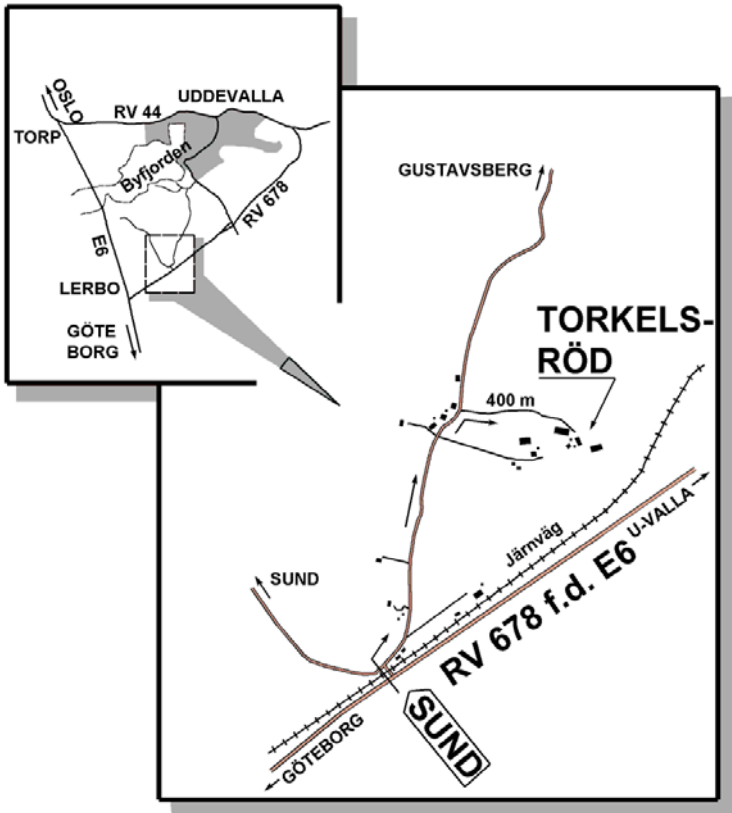 OSLO
RV 44
UDDEVALLA
TORP
Byfjorden
RV 678
E6
LERBO
GÖTE
BORG
GUSTAVSBERG
TORKELS-
RÖD
400 m
U-VALLA
Järnväg
RV 678 f.d. E6
SUND
SUND
GÖTEBORG